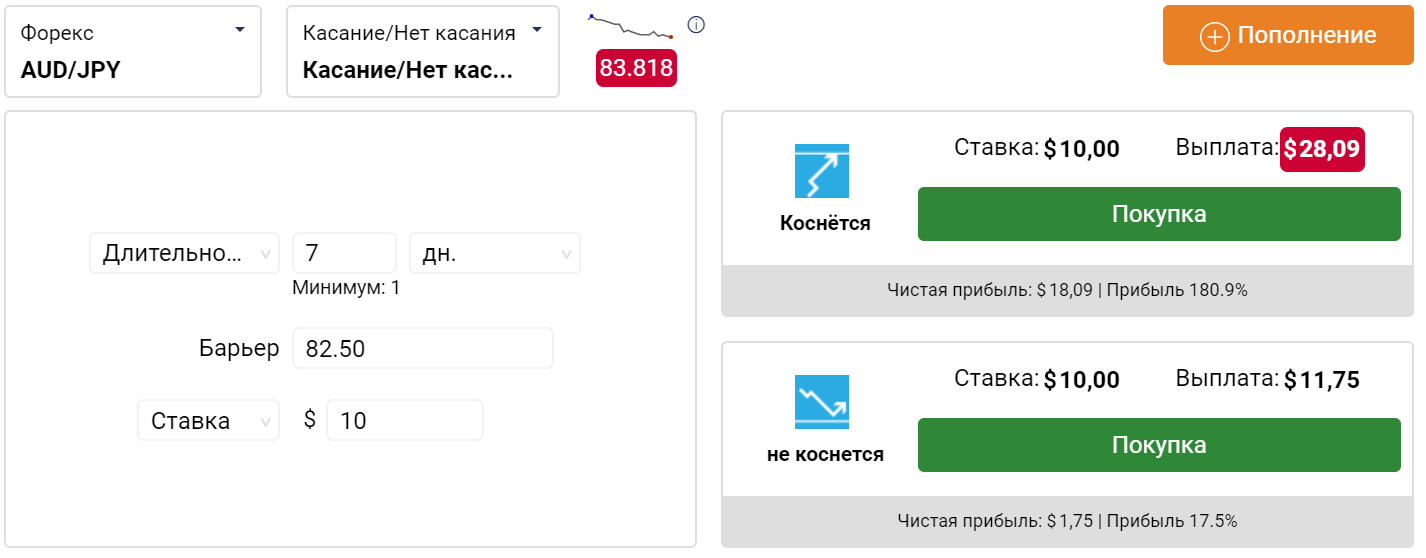 Форекс
AUD/JPY
Касание/Нет касания
Касание/Нет кас...
83.818
Пополнение
Длительно...
7
дн.
Минимум: 1
Барьер
82.50
Ставка
$
10
Коснётся
Ставка: $10,00
Выплата: $28,09
Покупка
Чистая прибыль: $18,09 | Прибыль 180.9%
не коснется
Ставка: $10,00
Выплата: $11,75
Покупка
Чистая прибыль: $1,75 | Прибыль 17.5%